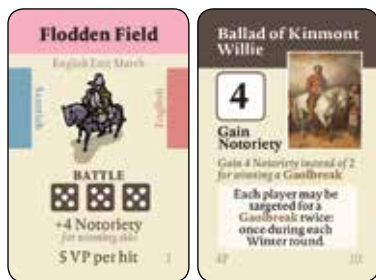 Flodden Field
English East March
Scottish
English
BATTLE
+4 Notoriety
for winning side
5 VP per hit
1
Ballad of Kinmont
Willie
4
Gain
Notoriety
Gain 4 Notoriety instead of 2
for winning a Gaolbreak
Each player may be
targeted for a
Gaolbreak twice:
once during each
Winter round.
4P